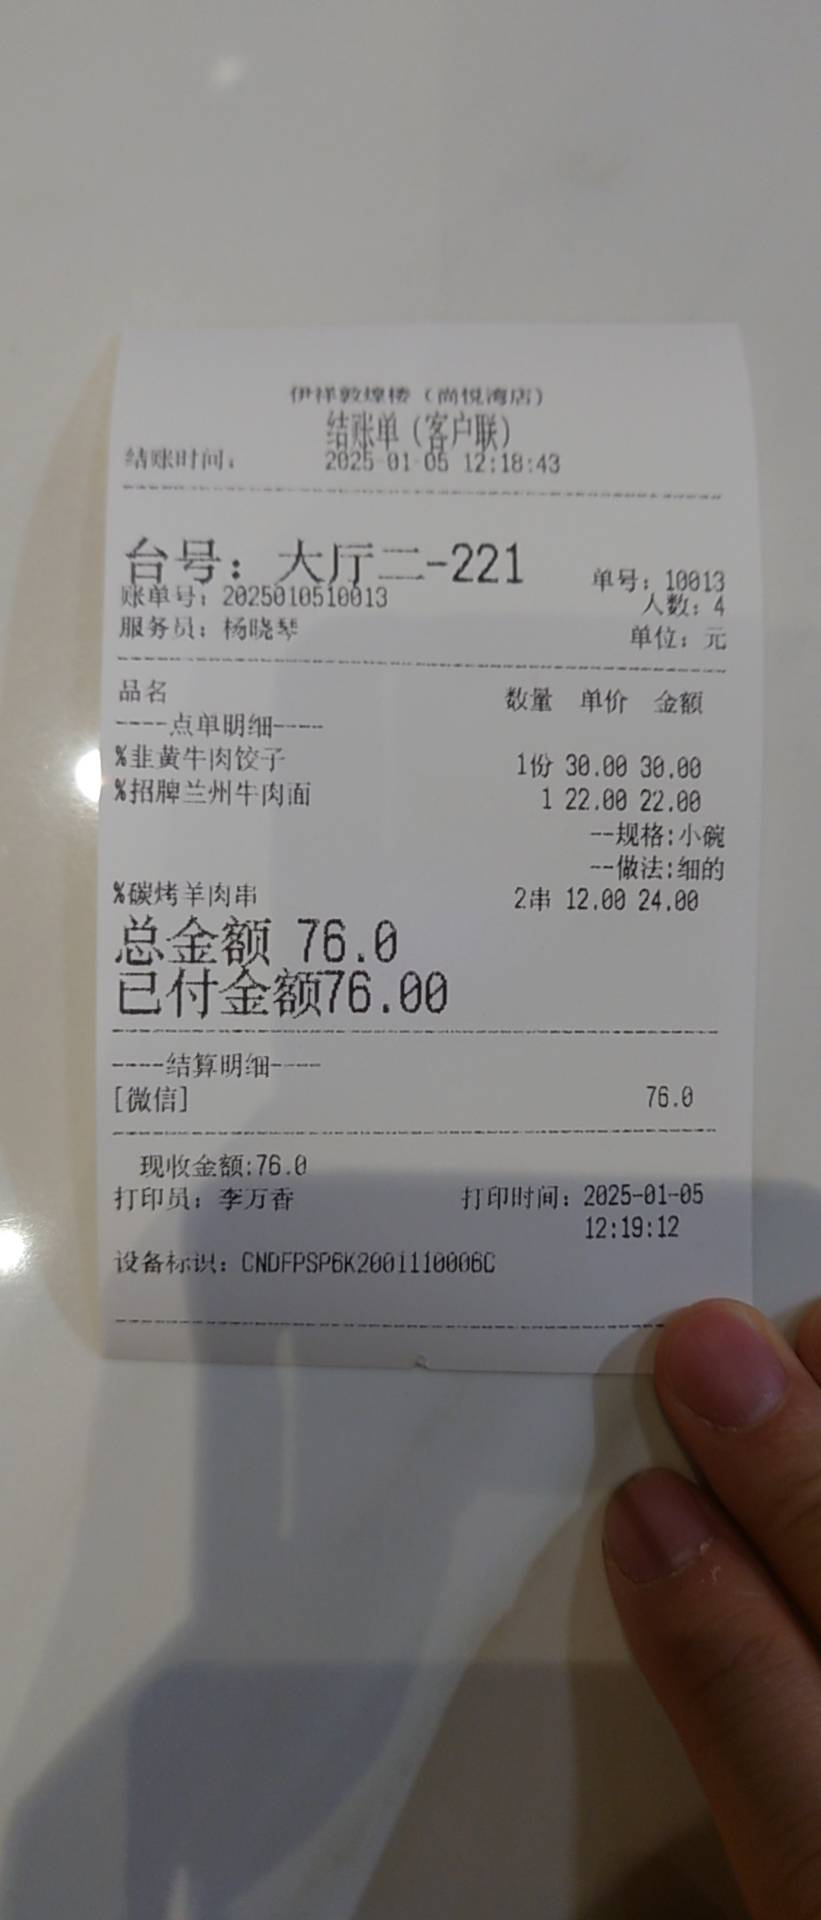 伊祥敦煌楼（尚悦湾店）
结账单（客户联）
结账时间： 2025-01-05 12:18:43
台号：大厅二-221 单号：10013
账单号：2025010510013 人数：4
服务员：杨晓琴 单位：元
品名 数量 单价 金额
----点单明细----
%韭黄牛肉饺子 1份 30.00 30.00
%招牌兰州牛肉面 1 22.00 22.00
--规格:小碗
--做法:细的
%碳烤羊肉串 2串 12.00 24.00
总金额 76.0
已付金额76.00
----结算明细----
[微信] 76.0
现收金额:76.0
打印员：李万香 打印时间：2025-01-05
12:19:12
设备标识：CNDFPSP6K2001110006C